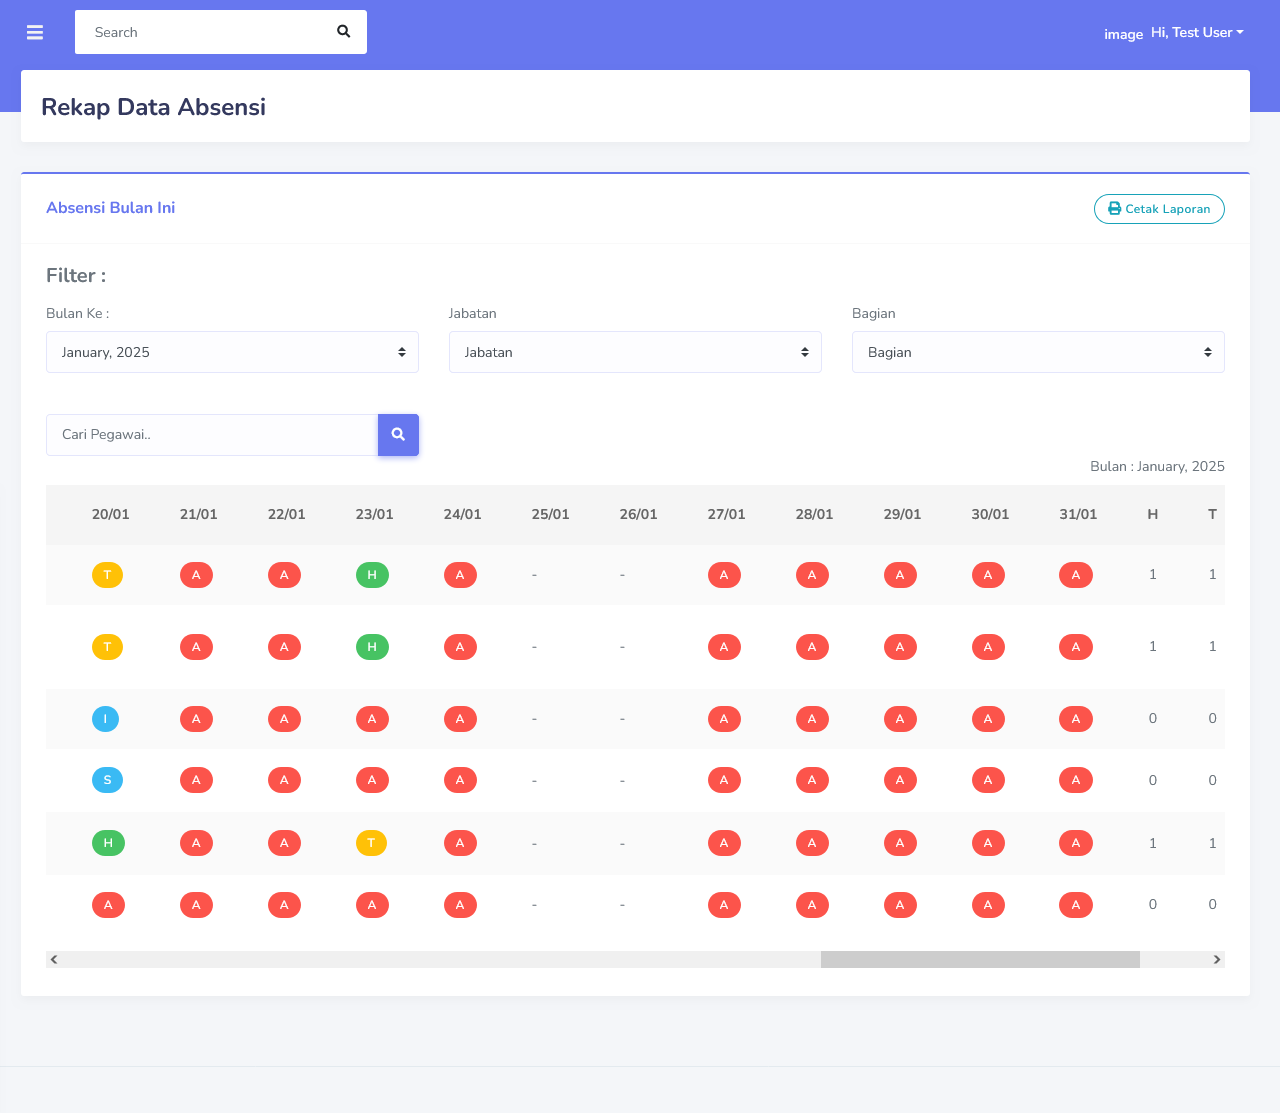 Search
image Hi, Test User
Rekap Data Absensi
Absensi Bulan Ini
Cetak Laporan
Filter :
Bulan Ke : Jabatan Bagian
January, 2025 Jabatan Bagian
Cari Pegawai..
Bulan : January, 2025
20/01 21/01 22/01 23/01 24/01 25/01 26/01 27/01 28/01 29/01 30/01 31/01 H T
T A A H A - - A A A A A 1 1
T A A H A - - A A A A A 1 1
I A A A A - - A A A A A 0 0
S A A A A - - A A A A A 0 0
H A A T A - - A A A A A 1 1
A A A A A - - A A A A A 0 0